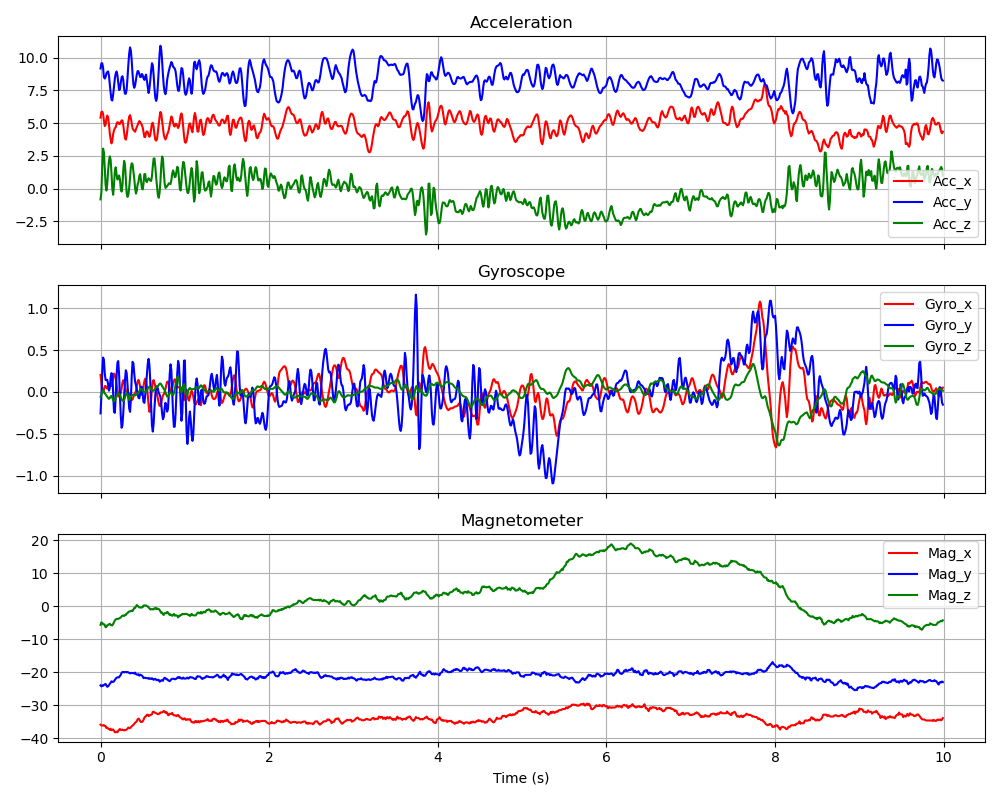 Acceleration
10.0
7.5
5.0
2.5
0.0
−2.5
Acc_x
Acc_y
Acc_z
Gyroscope
1.0
0.5
0.0
−0.5
−1.0
Gyro_x
Gyro_y
Gyro_z
Magnetometer
20
10
0
−10
−20
−30
−40
Mag_x
Mag_y
Mag_z
0 2 4 6 8 10
Time (s)